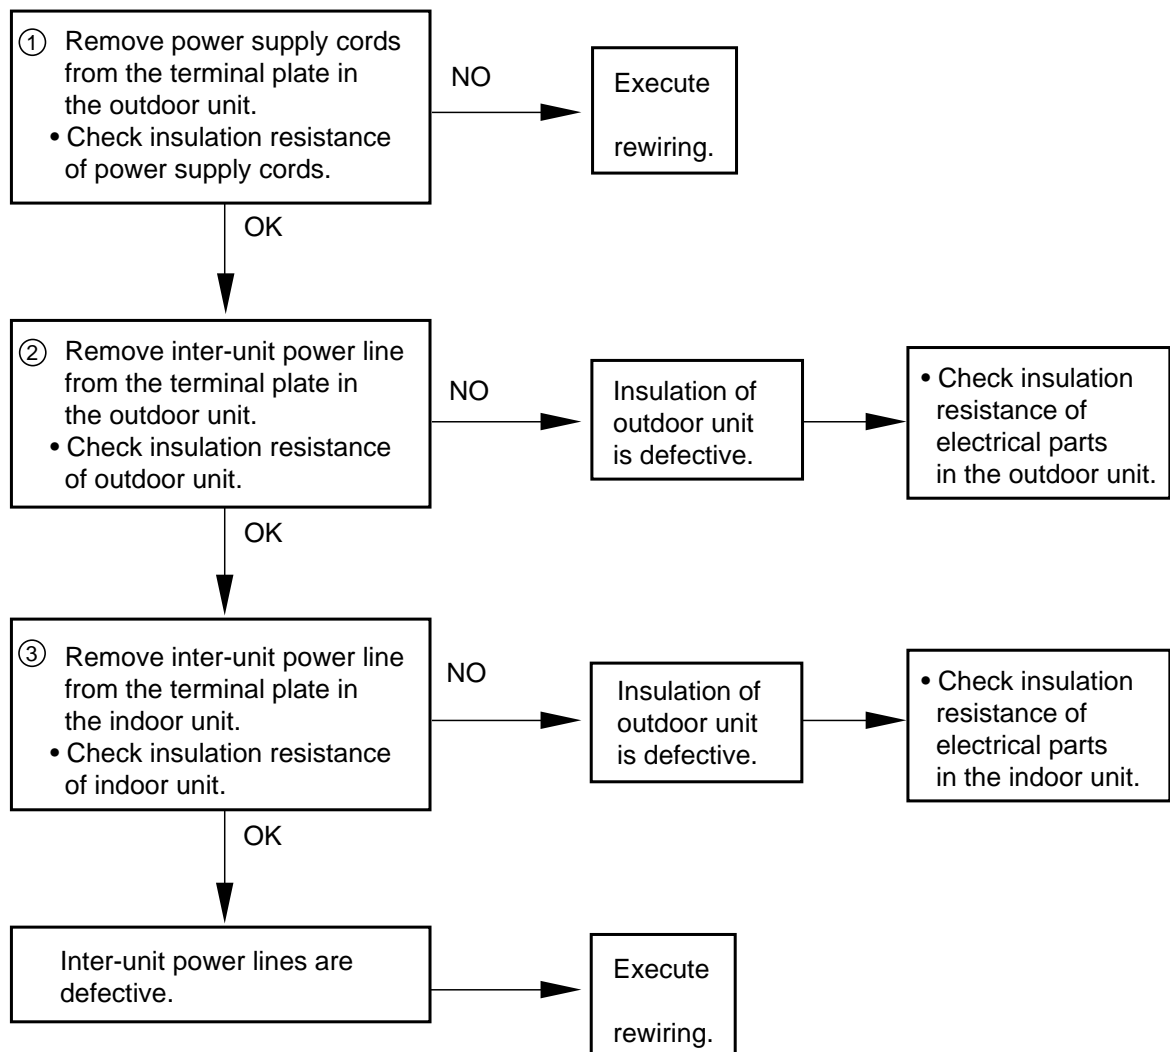 ① Remove power supply cords
from the terminal plate in
the outdoor unit.
• Check insulation resistance
of power supply cords.
NO
Execute
rewiring.
OK
② Remove inter-unit power line
from the terminal plate in
the outdoor unit.
• Check insulation resistance
of outdoor unit.
NO
Insulation of
outdoor unit
is defective.
• Check insulation
resistance of
electrical parts
in the outdoor unit.
OK
③ Remove inter-unit power line
from the terminal plate in
the indoor unit.
• Check insulation resistance
of indoor unit.
NO
Insulation of
outdoor unit
is defective.
• Check insulation
resistance of
electrical parts
in the indoor unit.
OK
Inter-unit power lines are
defective.
Execute
rewiring.